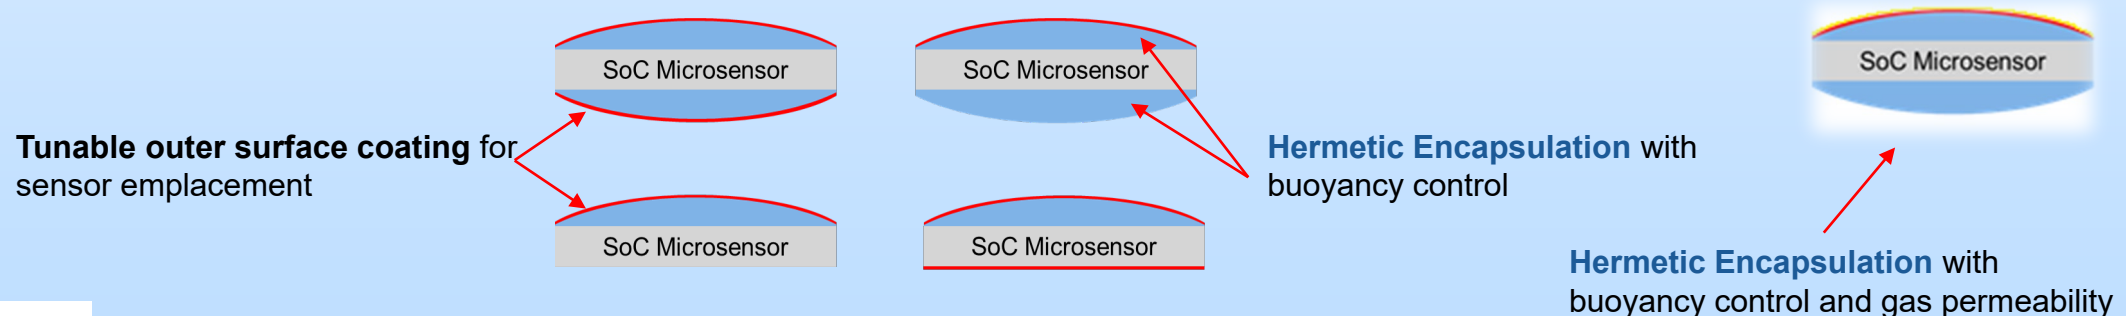 SoC Microsensor
SoC Microsensor
SoC Microsensor
Tunable outer surface coating for
sensor emplacement
Hermetic Encapsulation with
buoyancy control
SoC Microsensor
SoC Microsensor
Hermetic Encapsulation with
buoyancy control and gas permeability